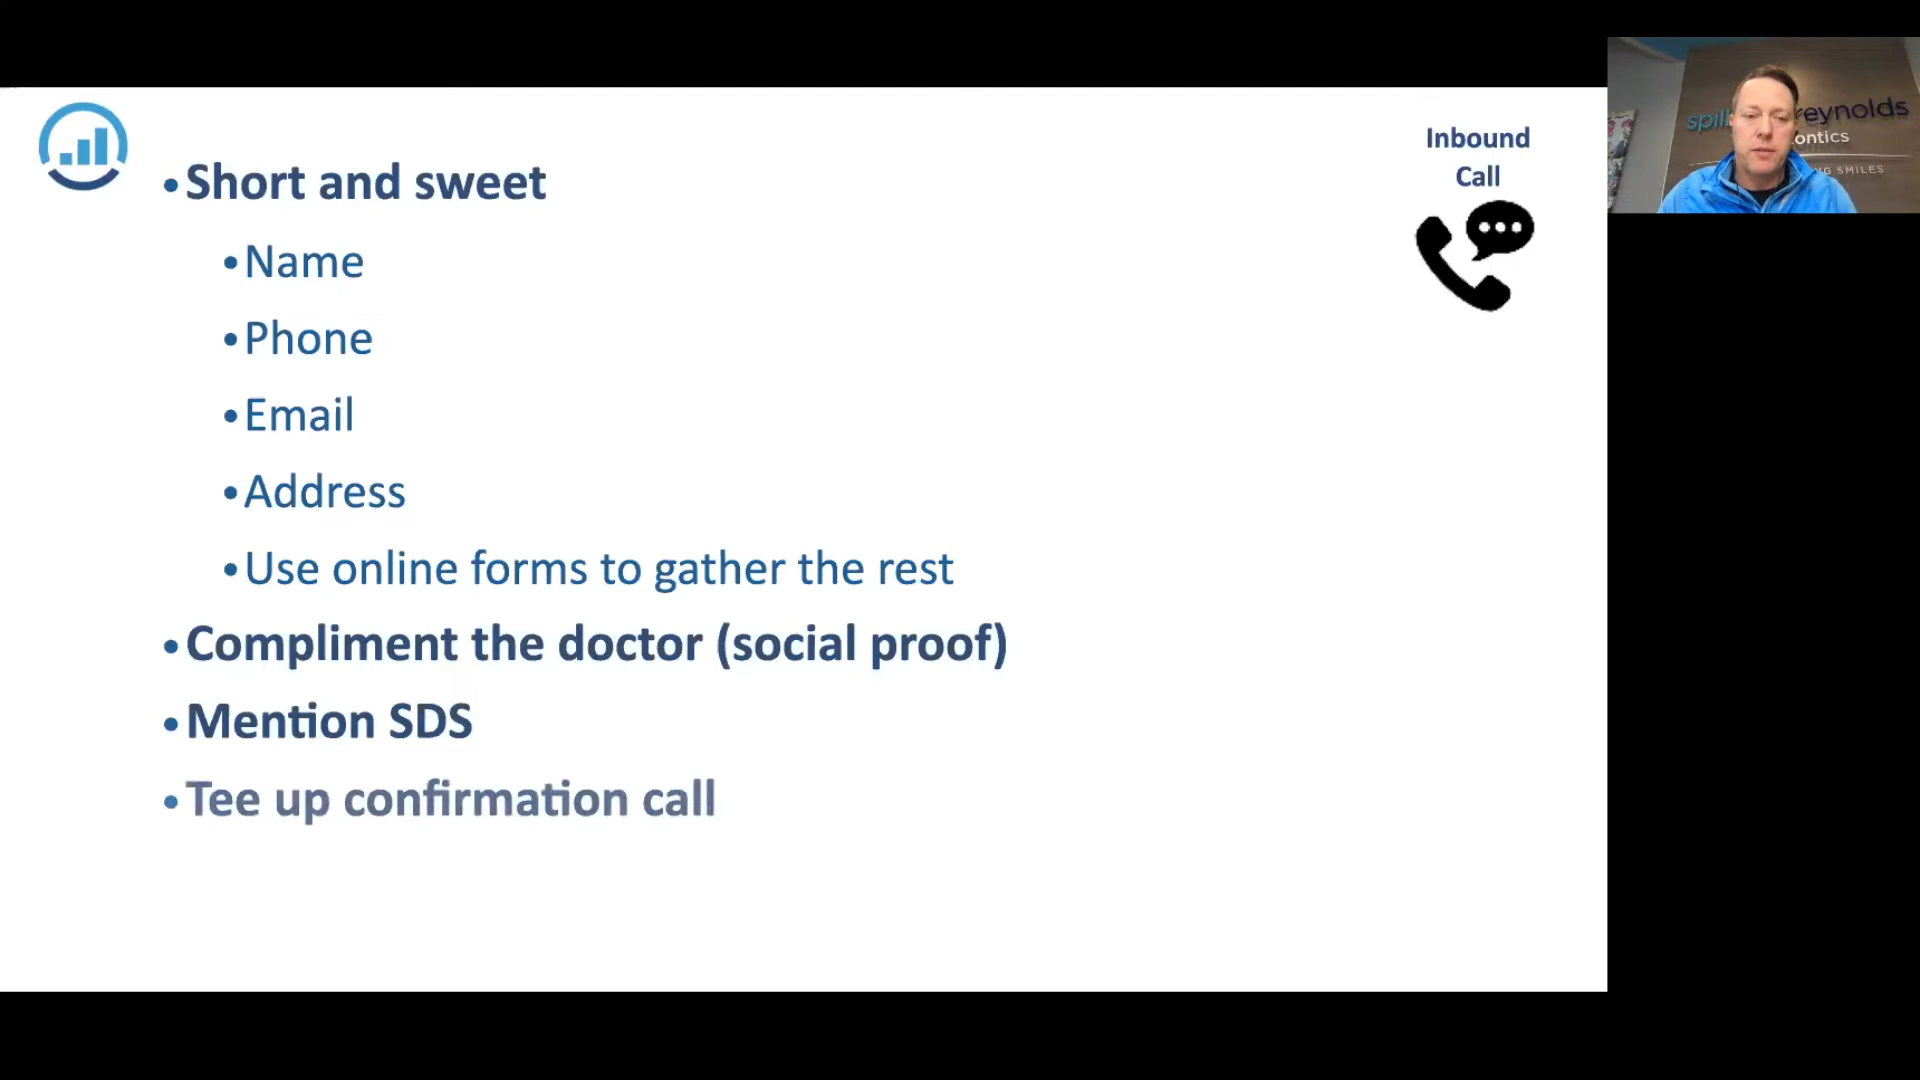 • Short and sweet
• Name
• Phone
• Email
• Address
• Use online forms to gather the rest
• Compliment the doctor (social proof)
• Mention SDS
• Tee up confirmation call
Inbound
Call
reynolds
SMILES